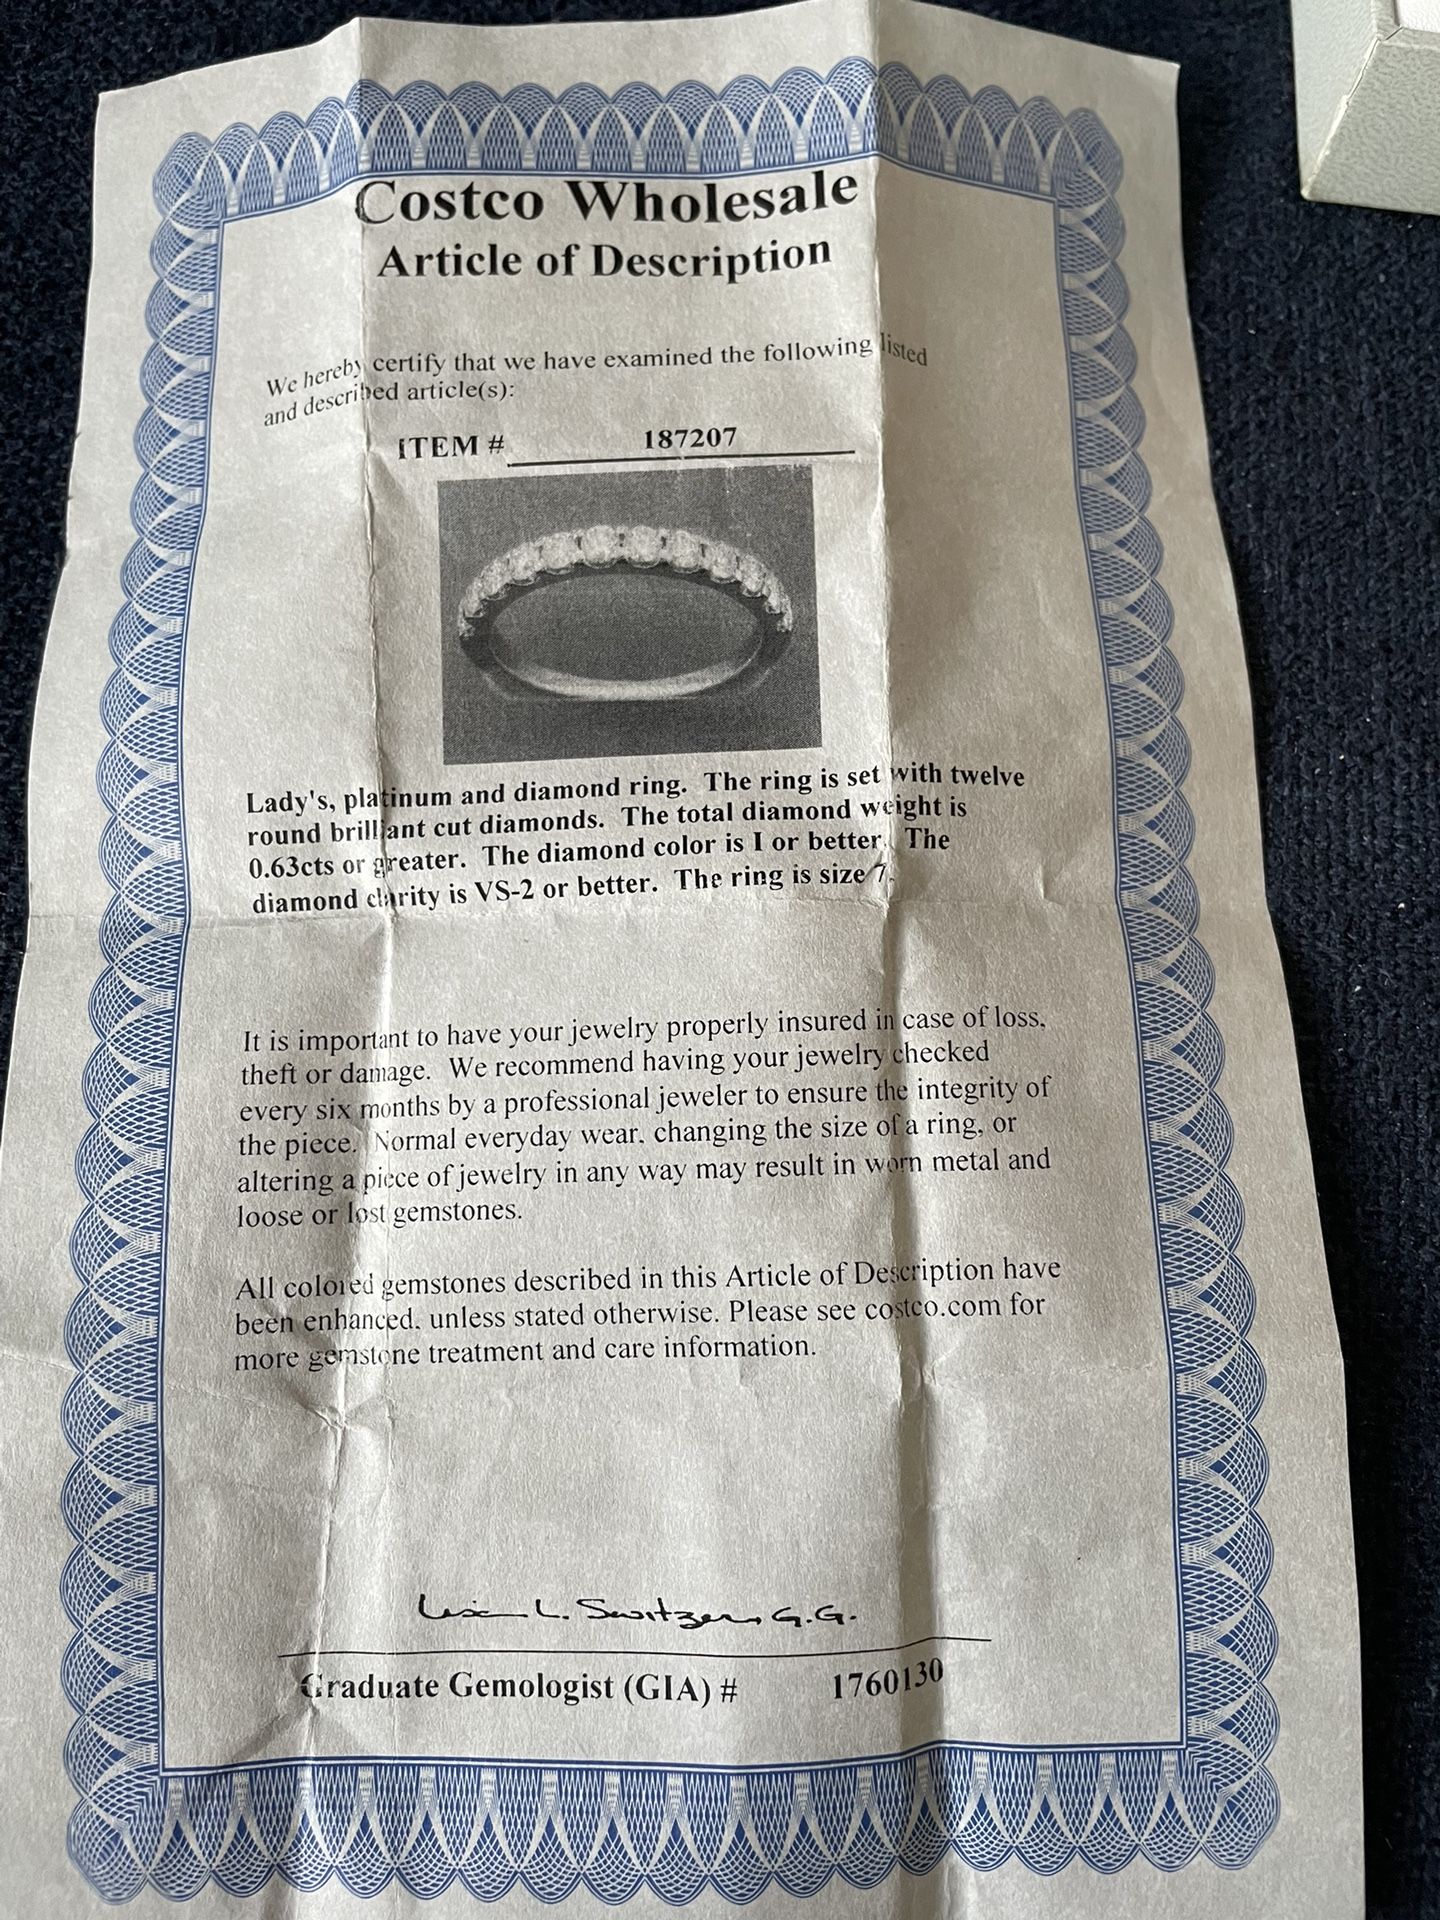 Costco Wholesale
Article of Description
We hereby certify that we have examined the following listed
and described article(s):
ITEM # 187207
Lady's, platinum and diamond ring. The ring is set with twelve
round brilliant cut diamonds. The total diamond weight is
0.63cts or greater. The diamond color is I or better. The
diamond clarity is VS-2 or better. The ring is size 7.
It is important to have your jewelry properly insured in case of loss,
theft or damage. We recommend having your jewelry checked
every six months by a professional jeweler to ensure the integrity of
the piece. Normal everyday wear, changing the size of a ring, or
altering a piece of jewelry in any way may result in worn metal and
loose or lost gemstones.
All colored gemstones described in this Article of Description have
been enhanced, unless stated otherwise. Please see costco.com for
more gemstone treatment and care information.
L. Switzer, G.G.
Graduate Gemologist (GIA) # 1760130